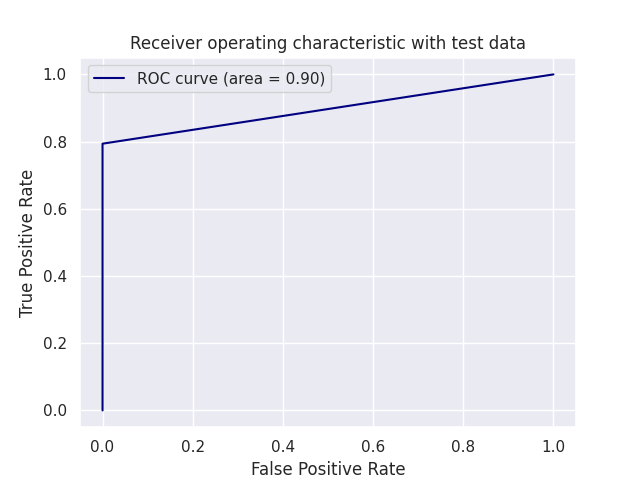 Receiver operating characteristic with test data
ROC curve (area = 0.90)
True Positive Rate
1.0
0.8
0.6
0.4
0.2
0.0
0.0 0.2 0.4 0.6 0.8 1.0
False Positive Rate